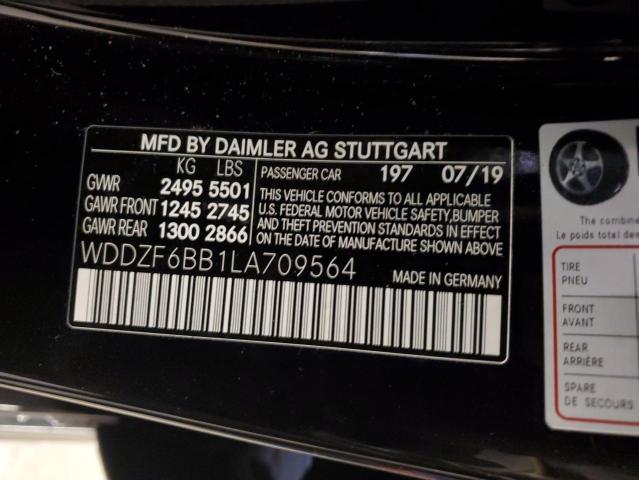 MFD BY DAIMLER AG STUTTGART
KG LBS
GWR 2495 5501
GAWR FRONT 1245 2745
GAWR REAR 1300 2866
PASSENGER CAR 197 07/19
THIS VEHICLE CONFORMS TO ALL APPLICABLE
U.S. FEDERAL MOTOR VEHICLE SAFETY,BUMPER
AND THEFT PREVENTION STANDARDS IN EFFECT
ON DATE OF MANUFACTURE SHOWN ABOVE
WDDZF6BB1LA709564
MADE IN GERMANY
The combine
Le poids total
TIRE
PNEU
FRONT
AVANT
REAR
ARRIÈRE
SPARE
DE SECOURS